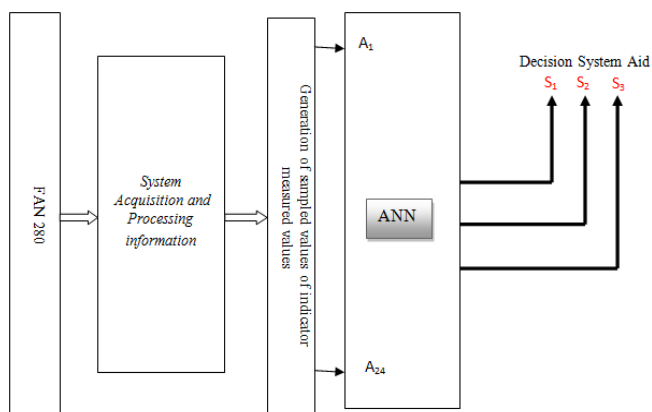 FAN 280
System
Acquisition and
Processing
information
Generation of sampled values of indicator
measured values
A1
ANN
A24
Decision System Aid
S1 S2 S3